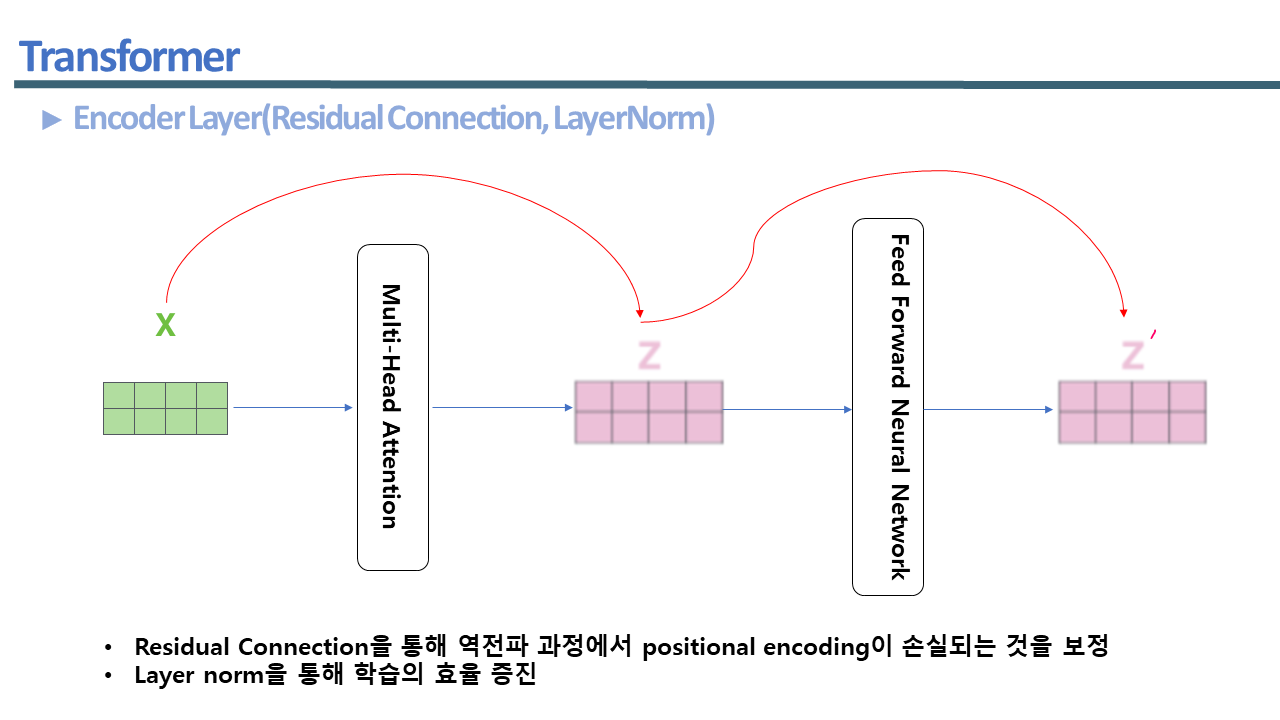 Transformer
► Encoder Layer(Residual Connection, LayerNorm)
X
Multi-Head Attention
Z
Feed Forward Neural Network
Z ′
• Residual Connection을 통해 역전파 과정에서 positional encoding이 손실되는 것을 보정
• Layer norm을 통해 학습의 효율 증진